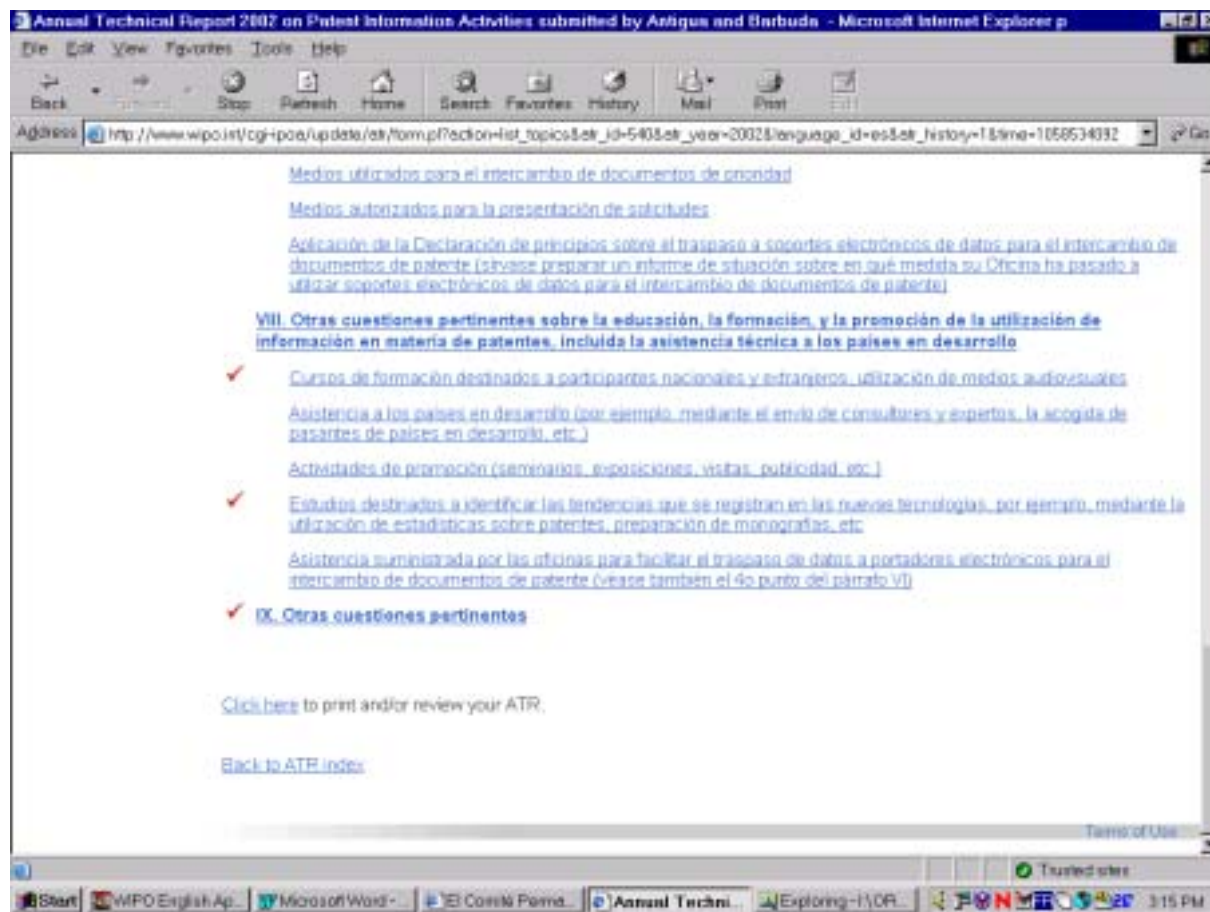 Annual Technical Report 2002 on Patent Information Activities submitted by Antigua and Barbuda - Microsoft Internet Explorer p
File Edit View Favorites Tools Help
Back Stop Refresh Home Search Favorites History Mail Print Edit
Address http://www.wipo.int/cgi-ipoa/update/atr/form.pl?action=list_topics&atr_id=540&atr_year=2002&language_id=es&atr_history=1&time=1058534092 Go
Medios utilizados para el intercambio de documentos de prioridad
Medios autorizados para la presentación de solicitudes
Aplicación de la Declaración de principios sobre el traspaso a soportes electrónicos de datos para el intercambio de
documentos de patente (sírvase preparar un informe de situación sobre en qué medida su Oficina ha pasado a
utilizar soportes electrónicos de datos para el intercambio de documentos de patente)
VIII. Otras cuestiones pertinentes sobre la educación, la formación, y la promoción de la utilización de
información en materia de patentes, incluida la asistencia técnica a los países en desarrollo
Cursos de formación destinados a participantes nacionales y extranjeros, utilización de medios audiovisuales
Asistencia a los países en desarrollo (por ejemplo, mediante el envío de consultores y expertos, la acogida de
pasantes de países en desarrollo, etc.)
Actividades de promoción (seminarios, exposiciones, visitas, publicidad, etc.)
Estudios destinados a identificar las tendencias que se registran en las nuevas tecnologías, por ejemplo, mediante la
utilización de estadísticas sobre patentes, preparación de monografías, etc
Asistencia suministrada por las oficinas para facilitar el traspaso de datos a portadores electrónicos para el
intercambio de documentos de patente (véase también el 4o punto del párrafo VI)
IX. Otras cuestiones pertinentes
Click here to print and/or review your ATR.
Back to ATR index
Terms of Use
Trusted sites
Start WIPO English Ap... Microsoft Word - ... El Comité Perma... Annual Techni... Exploring - I:\OR... 3:15 PM